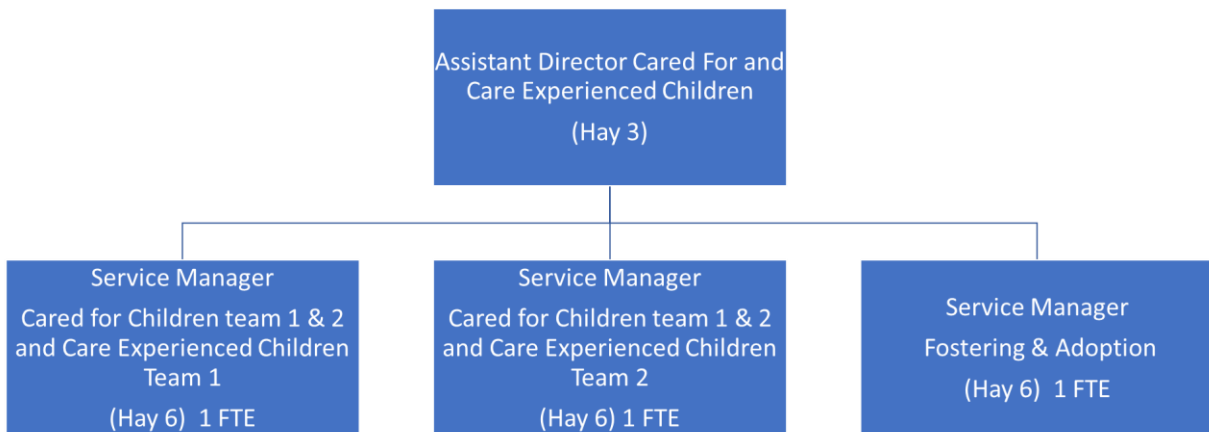 Assistant Director Cared For and
Care Experienced Children
(Hay 3)
Service Manager
Cared for Children team 1 & 2
and Care Experienced Children
Team 1
(Hay 6) 1 FTE
Service Manager
Cared for Children team 1 & 2
and Care Experienced Children
Team 2
(Hay 6) 1 FTE
Service Manager
Fostering & Adoption
(Hay 6) 1 FTE